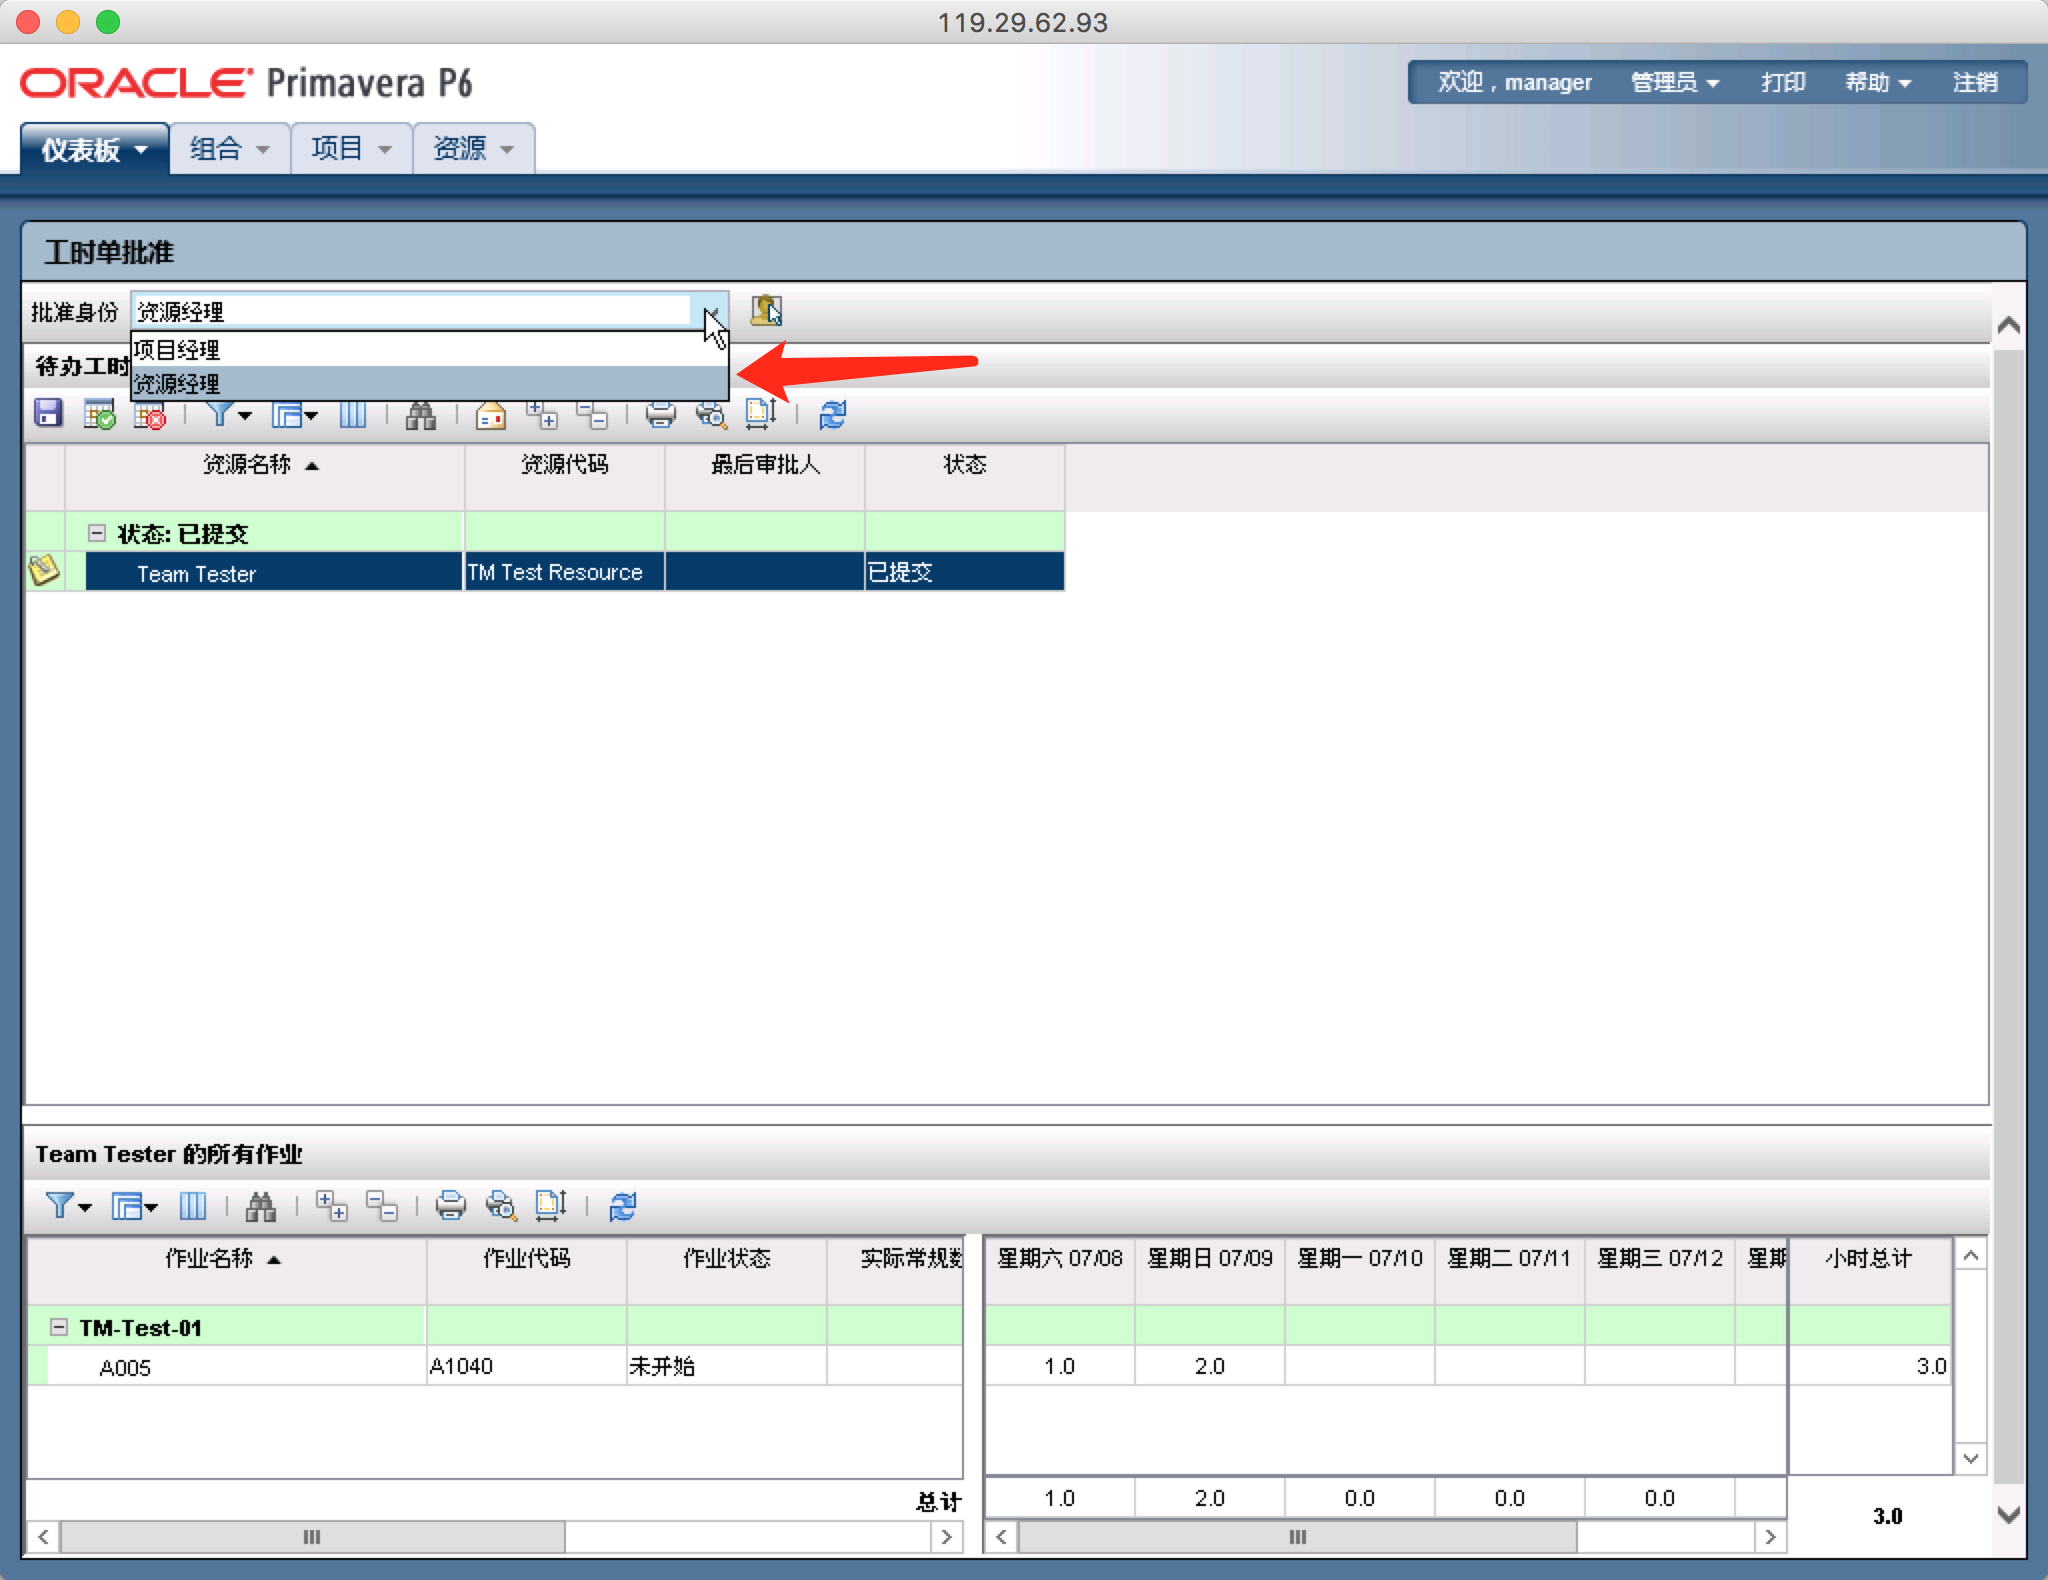 119.29.62.93
ORACLE Primavera P6
欢迎，manager 管理员 打印 帮助 注销
仪表板 组合 项目 资源
工时单批准
批准身份 资源经理
项目经理
待办工时
资源经理
资源名称 资源代码 最后审批人 状态
状态: 已提交
Team Tester TM Test Resource 已提交
Team Tester 的所有作业
作业名称 作业代码 作业状态 实际常规数 星期六 07/08 星期日 07/09 星期一 07/10 星期二 07/11 星期三 07/12 星期 小时总计
TM-Test-01
A005 A1040 未开始 1.0 2.0 3.0
总计 1.0 2.0 0.0 0.0 0.0 3.0